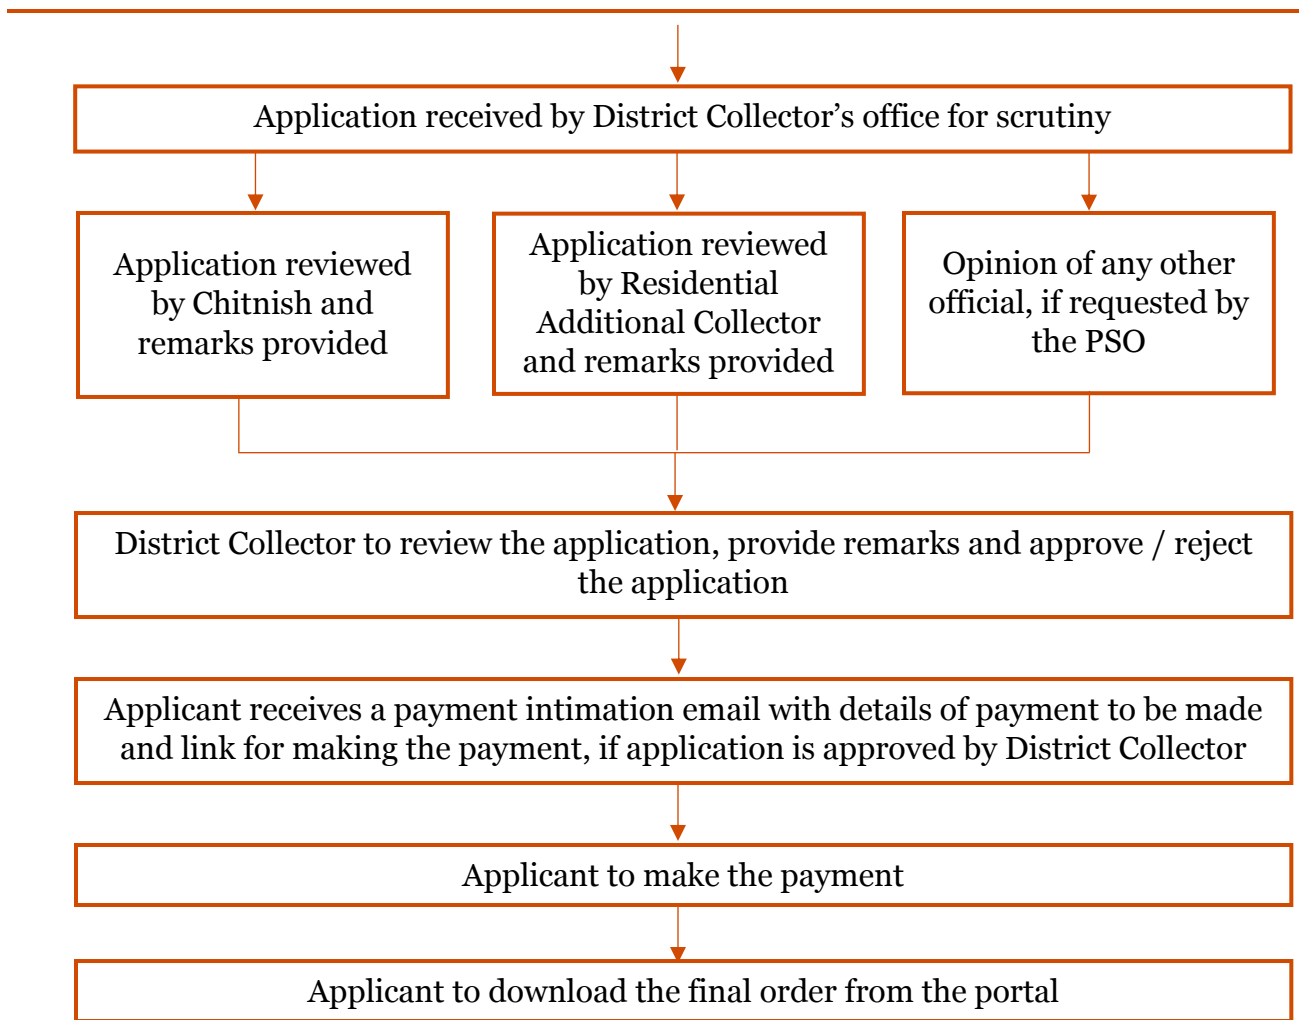 Application received by District Collector’s office for scrutiny
Application reviewed
by Chitnish and
remarks provided
Application reviewed
by Residential
Additional Collector
and remarks provided
Opinion of any other
official, if requested by
the PSO
District Collector to review the application, provide remarks and approve / reject
the application
Applicant receives a payment intimation email with details of payment to be made
and link for making the payment, if application is approved by District Collector
Applicant to make the payment
Applicant to download the final order from the portal